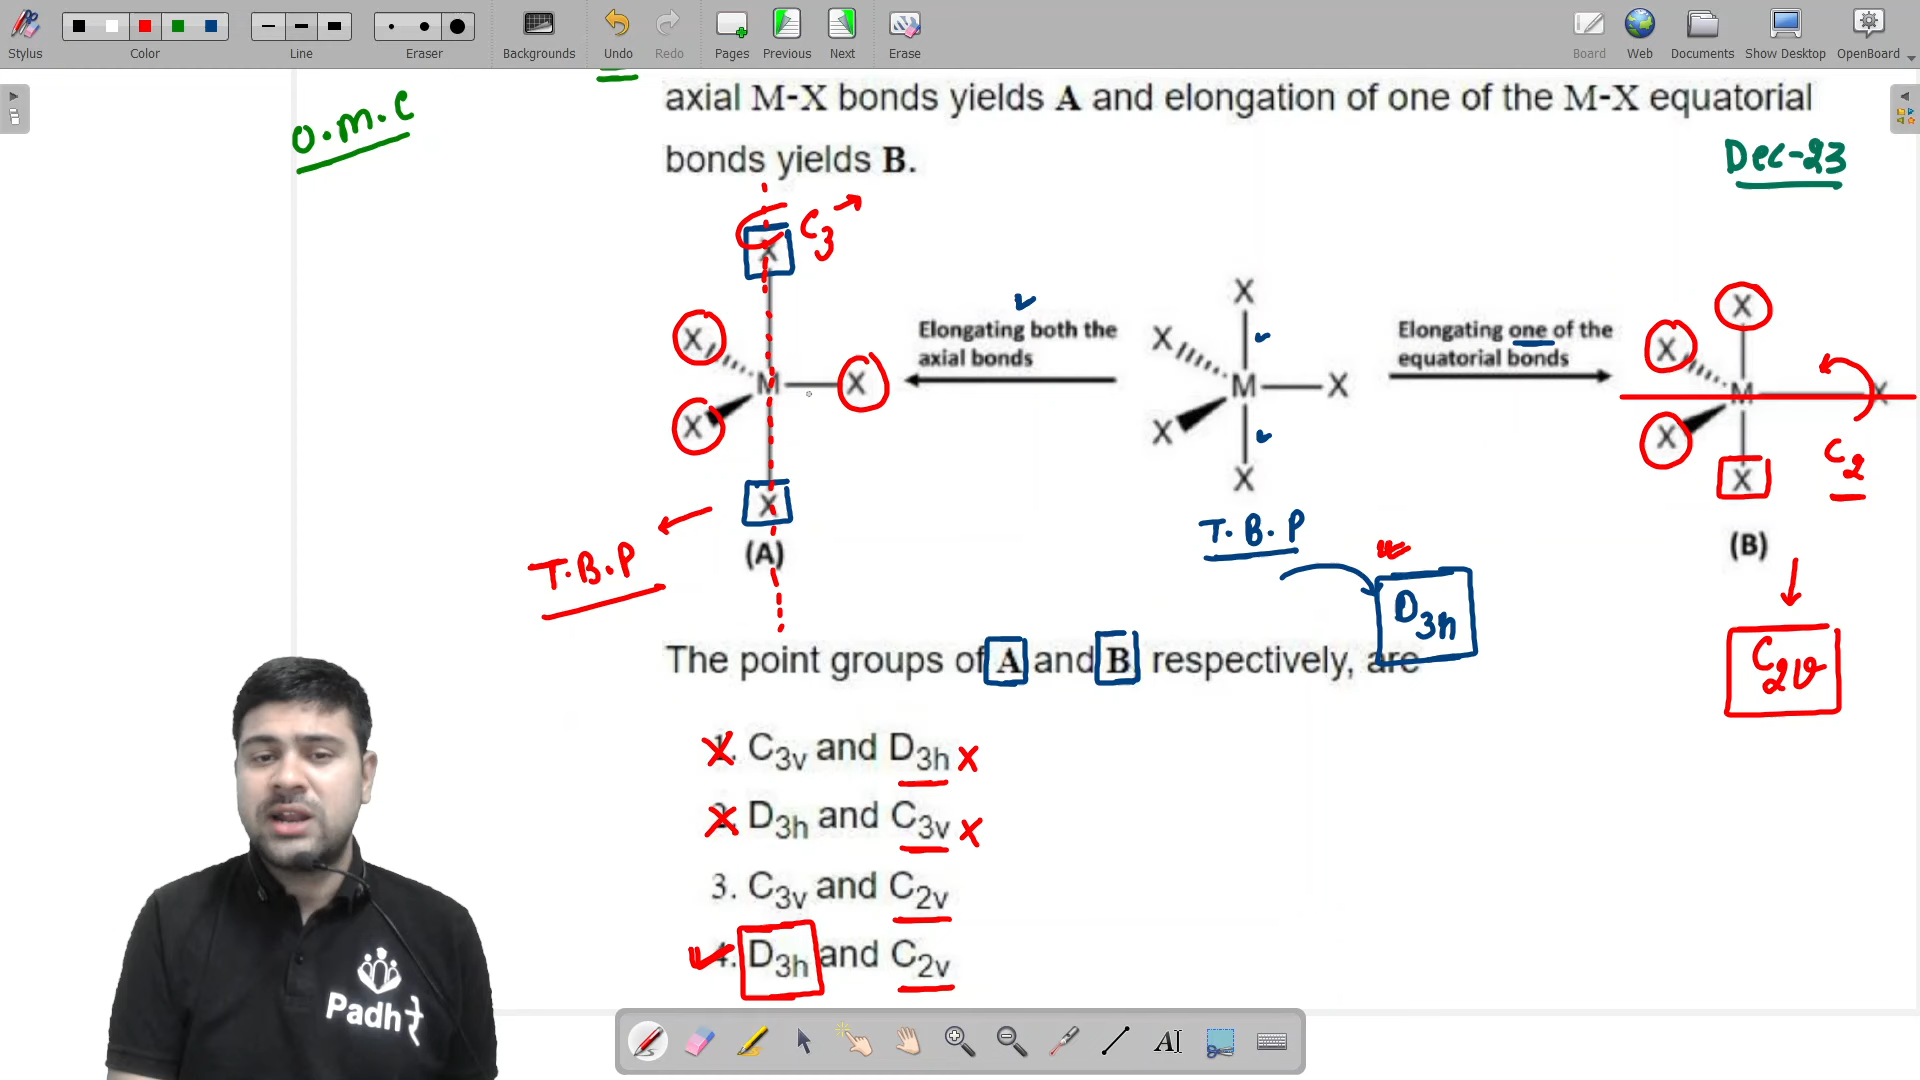 Stylus Color Line Eraser Backgrounds Undo Redo Pages Previous Next Erase Board Web Documents Show Desktop OpenBoard
O.M.C
axial M-X bonds yields A and elongation of one of the M-X equatorial
bonds yields B.
Dec-23
C3
X
X
M
X
X
X
(A)
T.B.P
Elongating both the
axial bonds
X
X
M
X
X
X
T.B.P
D3h
Elongating one of the
equatorial bonds
X
X
M
X
X
X
C2
(B)
C2v
The point groups of A and B respectively, are
1. C3v and D3h X
2. D3h and C3v X
3. C3v and C2v
4. D3h and C2v
Padhरे